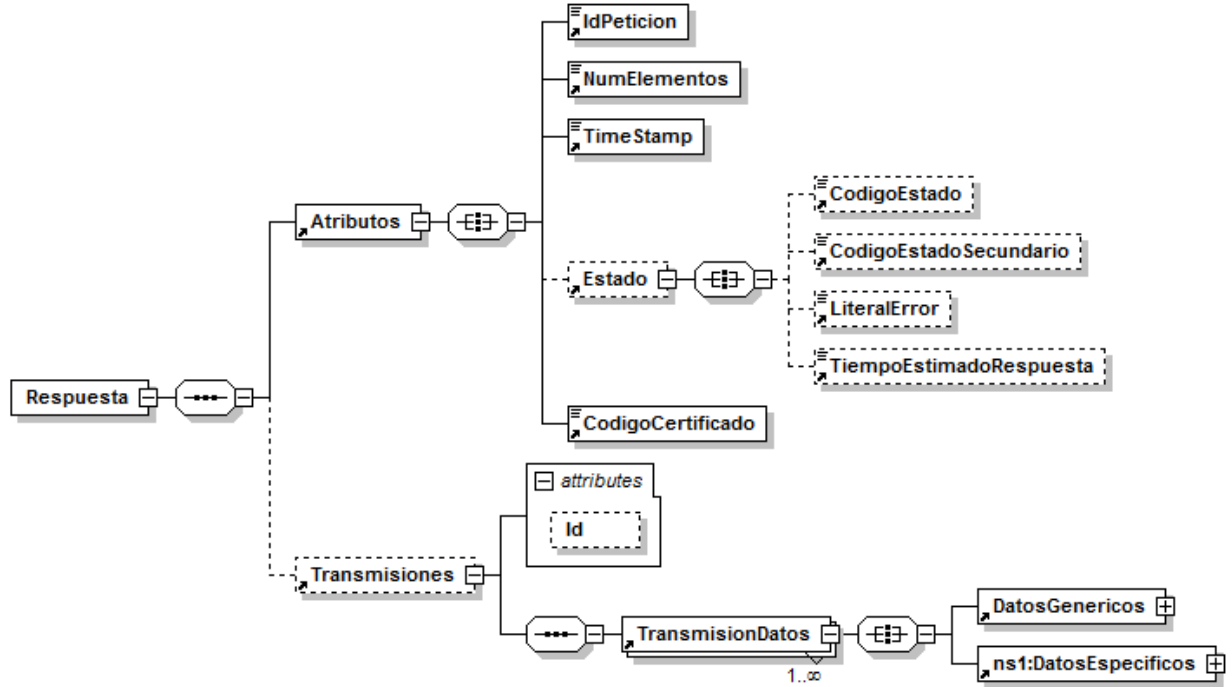 IdPeticion
NumElementos
TimeStamp
CodigoEstado
Atributos
CodigoEstadoSecundario
Estado
LiteralError
TiempoEstimadoRespuesta
Respuesta
CodigoCertificado
attributes
Id
Transmisiones
DatosGenericos
TransmisionDatos
ns1:DatosEspecificos
1..∞